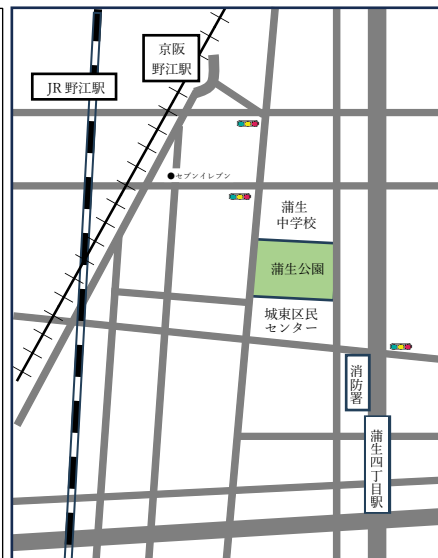 京阪
野江駅
JR 野江駅
●セブンイレブン
蒲生
中学校
蒲生公園
城東区民
センター
消防署
蒲生四丁目駅